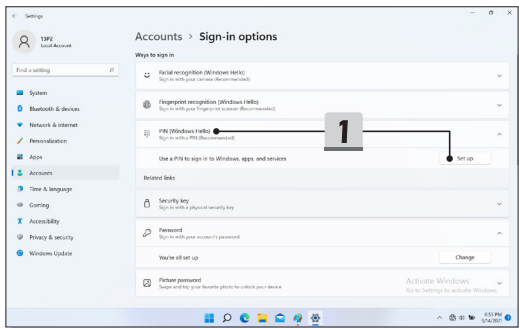 Settings
13P2
Local Account
Find a setting
System
Bluetooth & devices
Network & internet
Personalization
Apps
Accounts
Time & language
Gaming
Accessibility
Privacy & security
Windows Update
Accounts > Sign-in options
Ways to sign in
Facial recognition (Windows Hello)
Sign in with your camera (Recommended)
Fingerprint recognition (Windows Hello)
Sign in with your fingerprint scanner (Recommended)
PIN (Windows Hello)
Sign in with a PIN (Recommended)
1
Use a PIN to sign in to Windows, apps, and services
Set up
Related links
Security key
Sign in with a physical security key
Password
Sign in with your account's password
You're all set up
Change
Picture password
Swipe and tap your favorite photo to unlock your device
Activate Windows
Go to Settings to activate Windows.
6:55 PM
5/14/2021